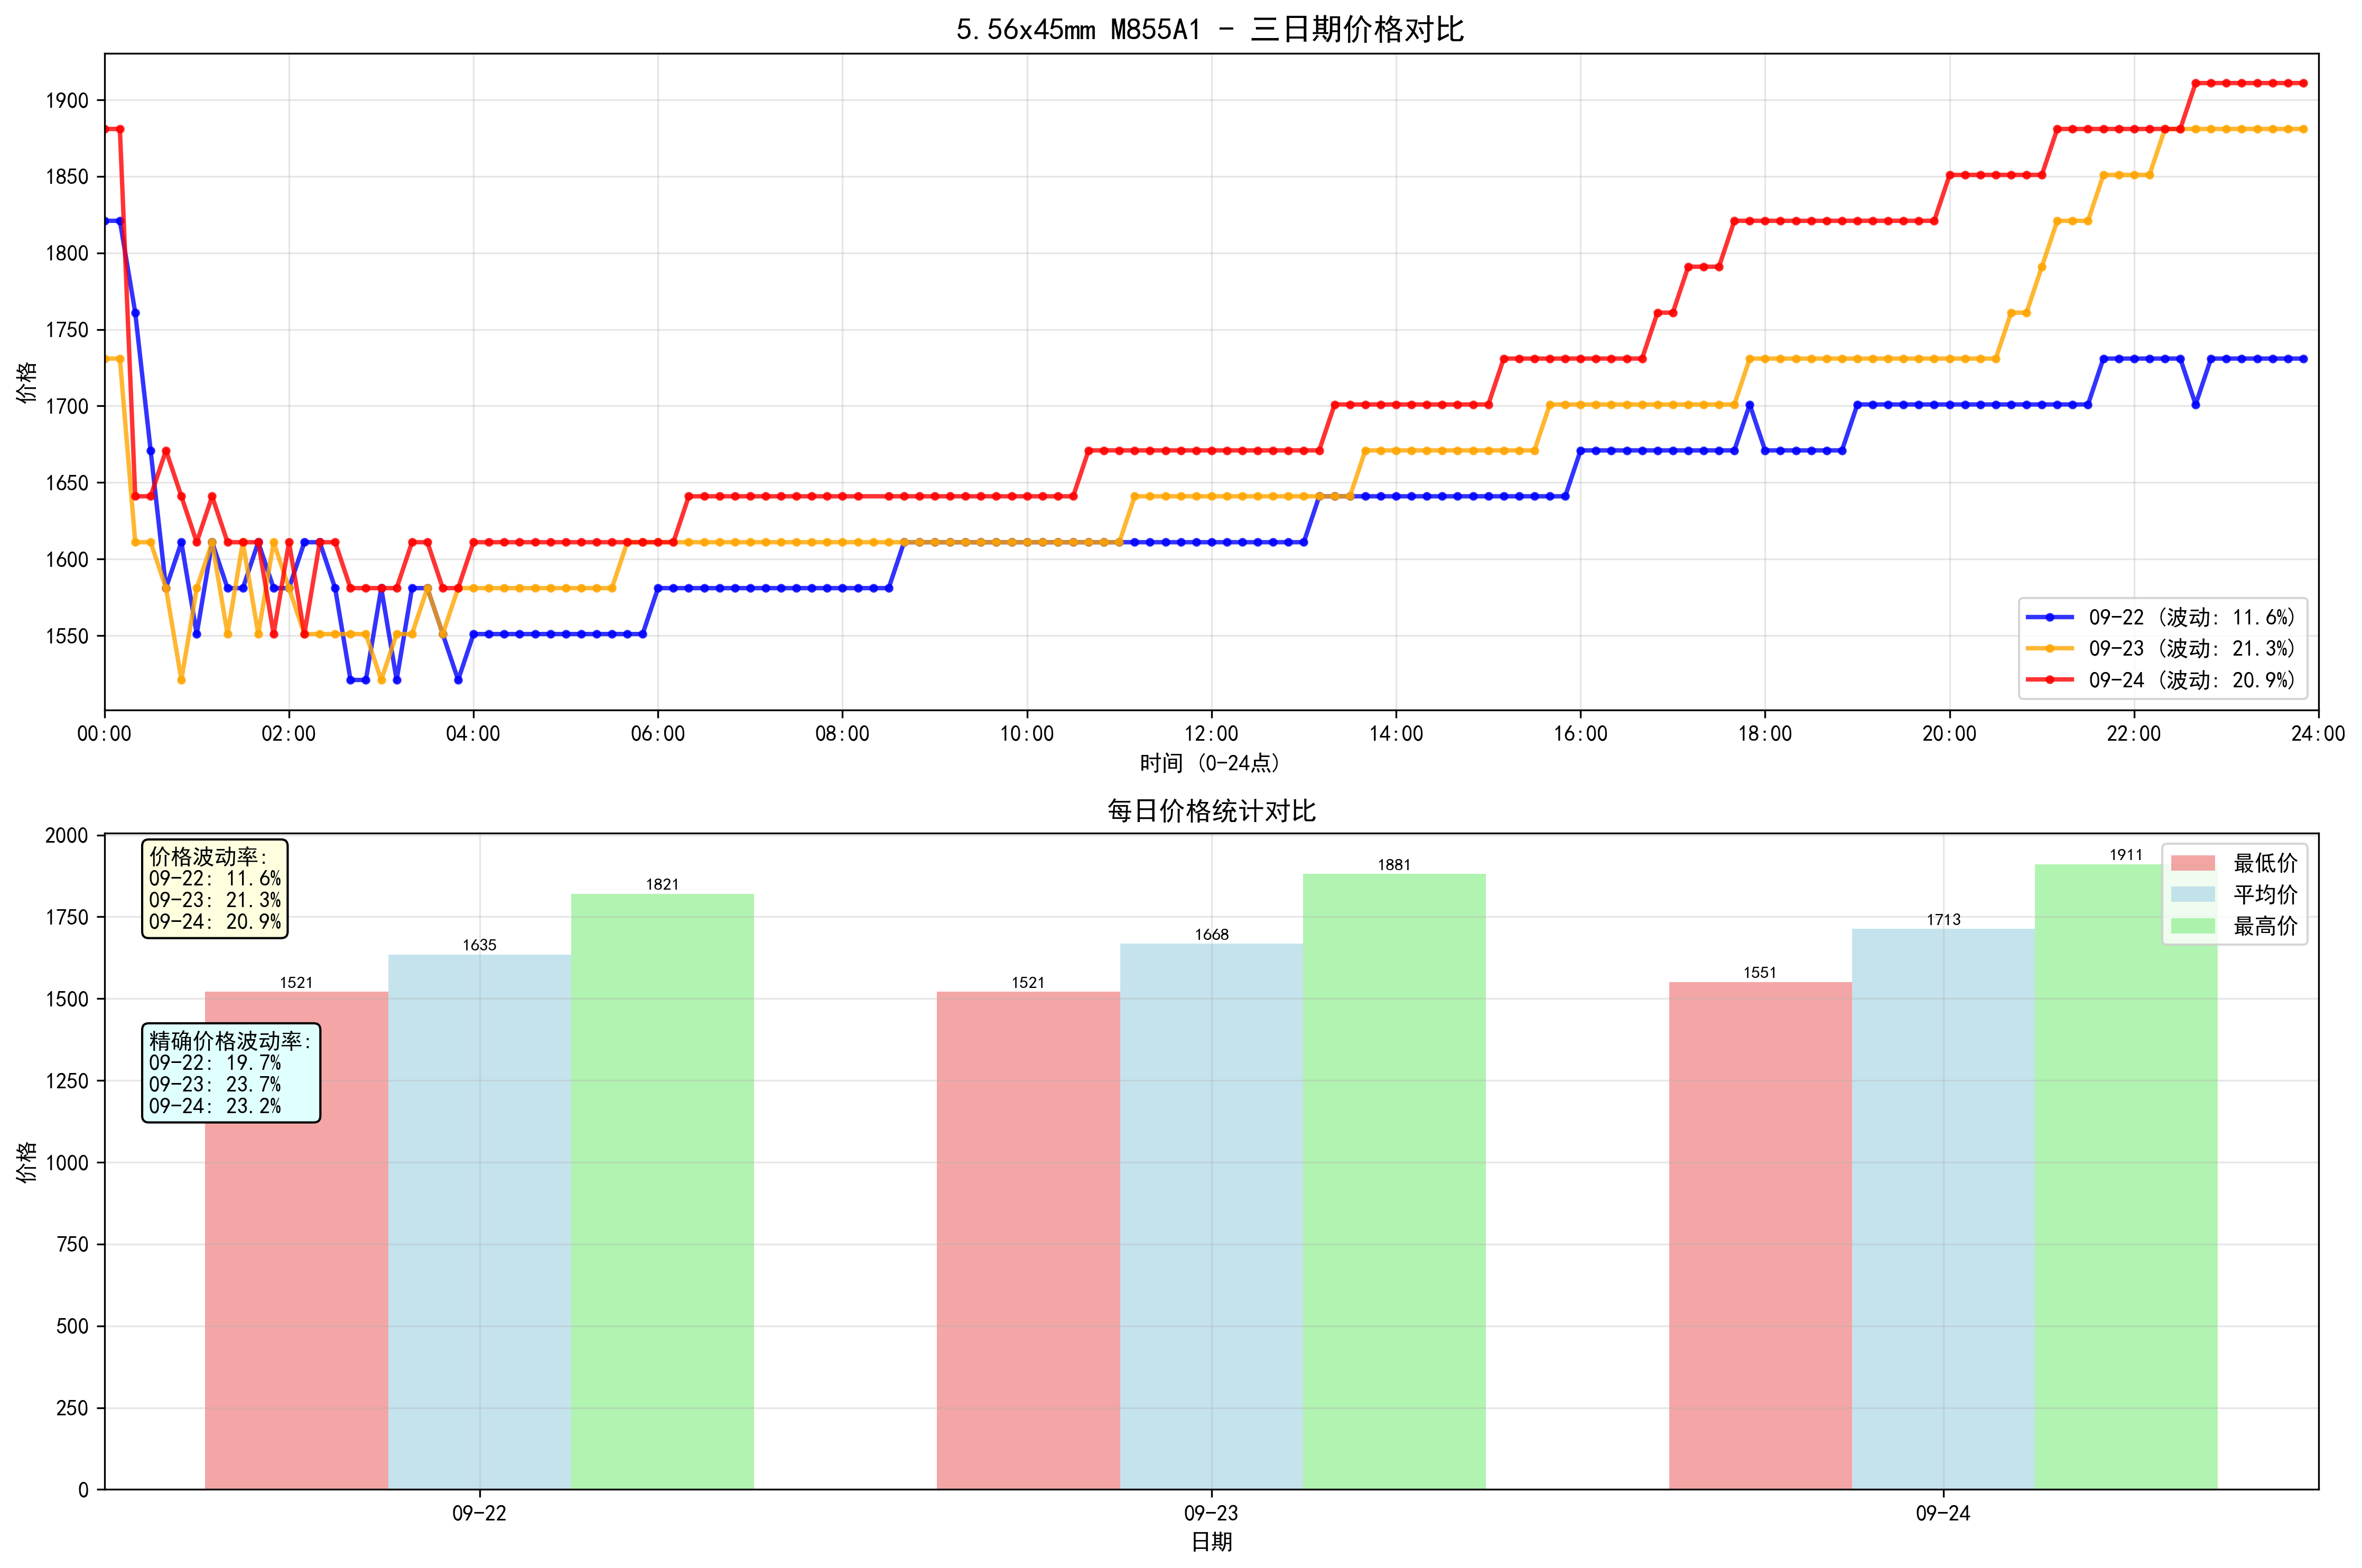 5.56x45mm M855A1 - 三日期价格对比
价格
1900
1850
1800
1750
1700
1650
1600
1550
09-22 (波动: 11.6%)
09-23 (波动: 21.3%)
09-24 (波动: 20.9%)
00:00 02:00 04:00 06:00 08:00 10:00 12:00 14:00 16:00 18:00 20:00 22:00 24:00
时间 (0-24点)
每日价格统计对比
价格
2000
1750
1500
1250
1000
750
500
250
0
价格波动率:
09-22: 11.6%
09-23: 21.3%
09-24: 20.9%
精确价格波动率:
09-22: 19.7%
09-23: 23.7%
09-24: 23.2%
1521
1635
1821
1521
1668
1881
1551
1713
1911
最低价
平均价
最高价
09-22 09-23 09-24
日期